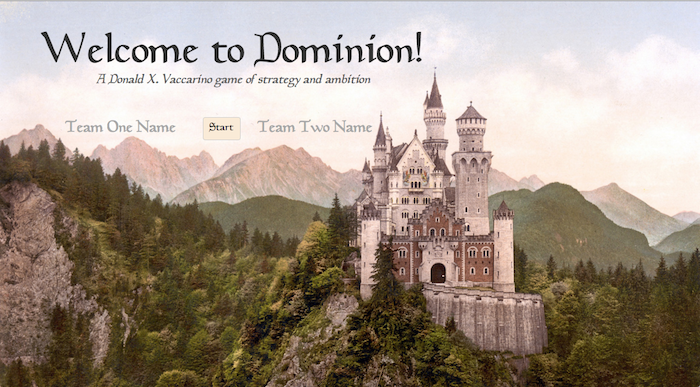 Welcome to Dominion!
A Donald X. Vaccarino game of strategy and ambition
Team One Name Start Team Two Name